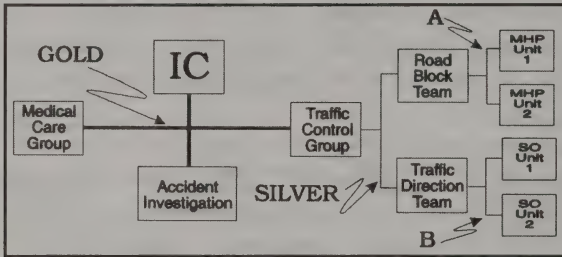 GOLD
IC
Medical
Care
Group
Accident
Investigation
Traffic
Control
Group
SILVER
A
Road
Block
Team
MHP
Unit
1
MHP
Unit
2
Traffic
Direction
Team
SO
Unit
1
SO
Unit
2
B